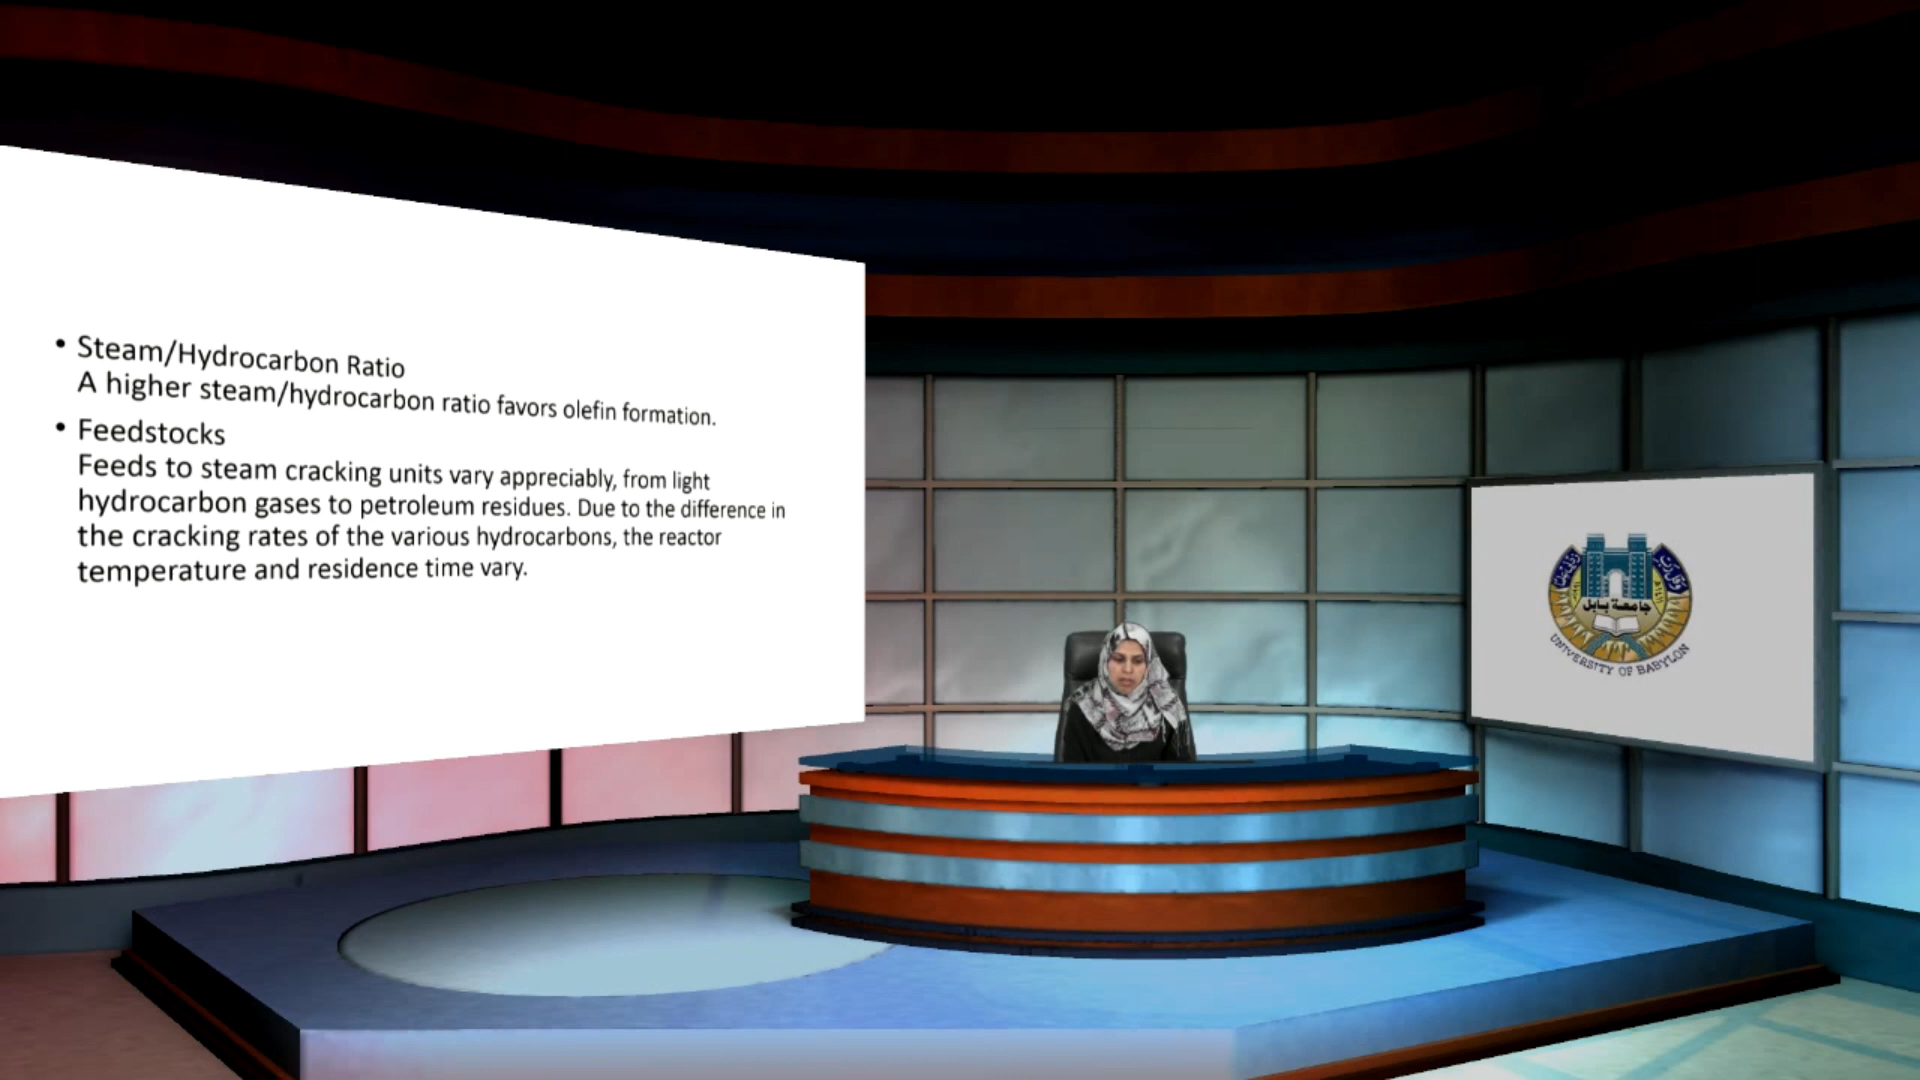 • Steam/Hydrocarbon Ratio
A higher steam/hydrocarbon ratio favors olefin formation.
• Feedstocks
Feeds to steam cracking units vary appreciably, from light
hydrocarbon gases to petroleum residues. Due to the difference in
the cracking rates of the various hydrocarbons, the reactor
temperature and residence time vary.
جامعة بابل
UNIVERSITY OF BABYLON